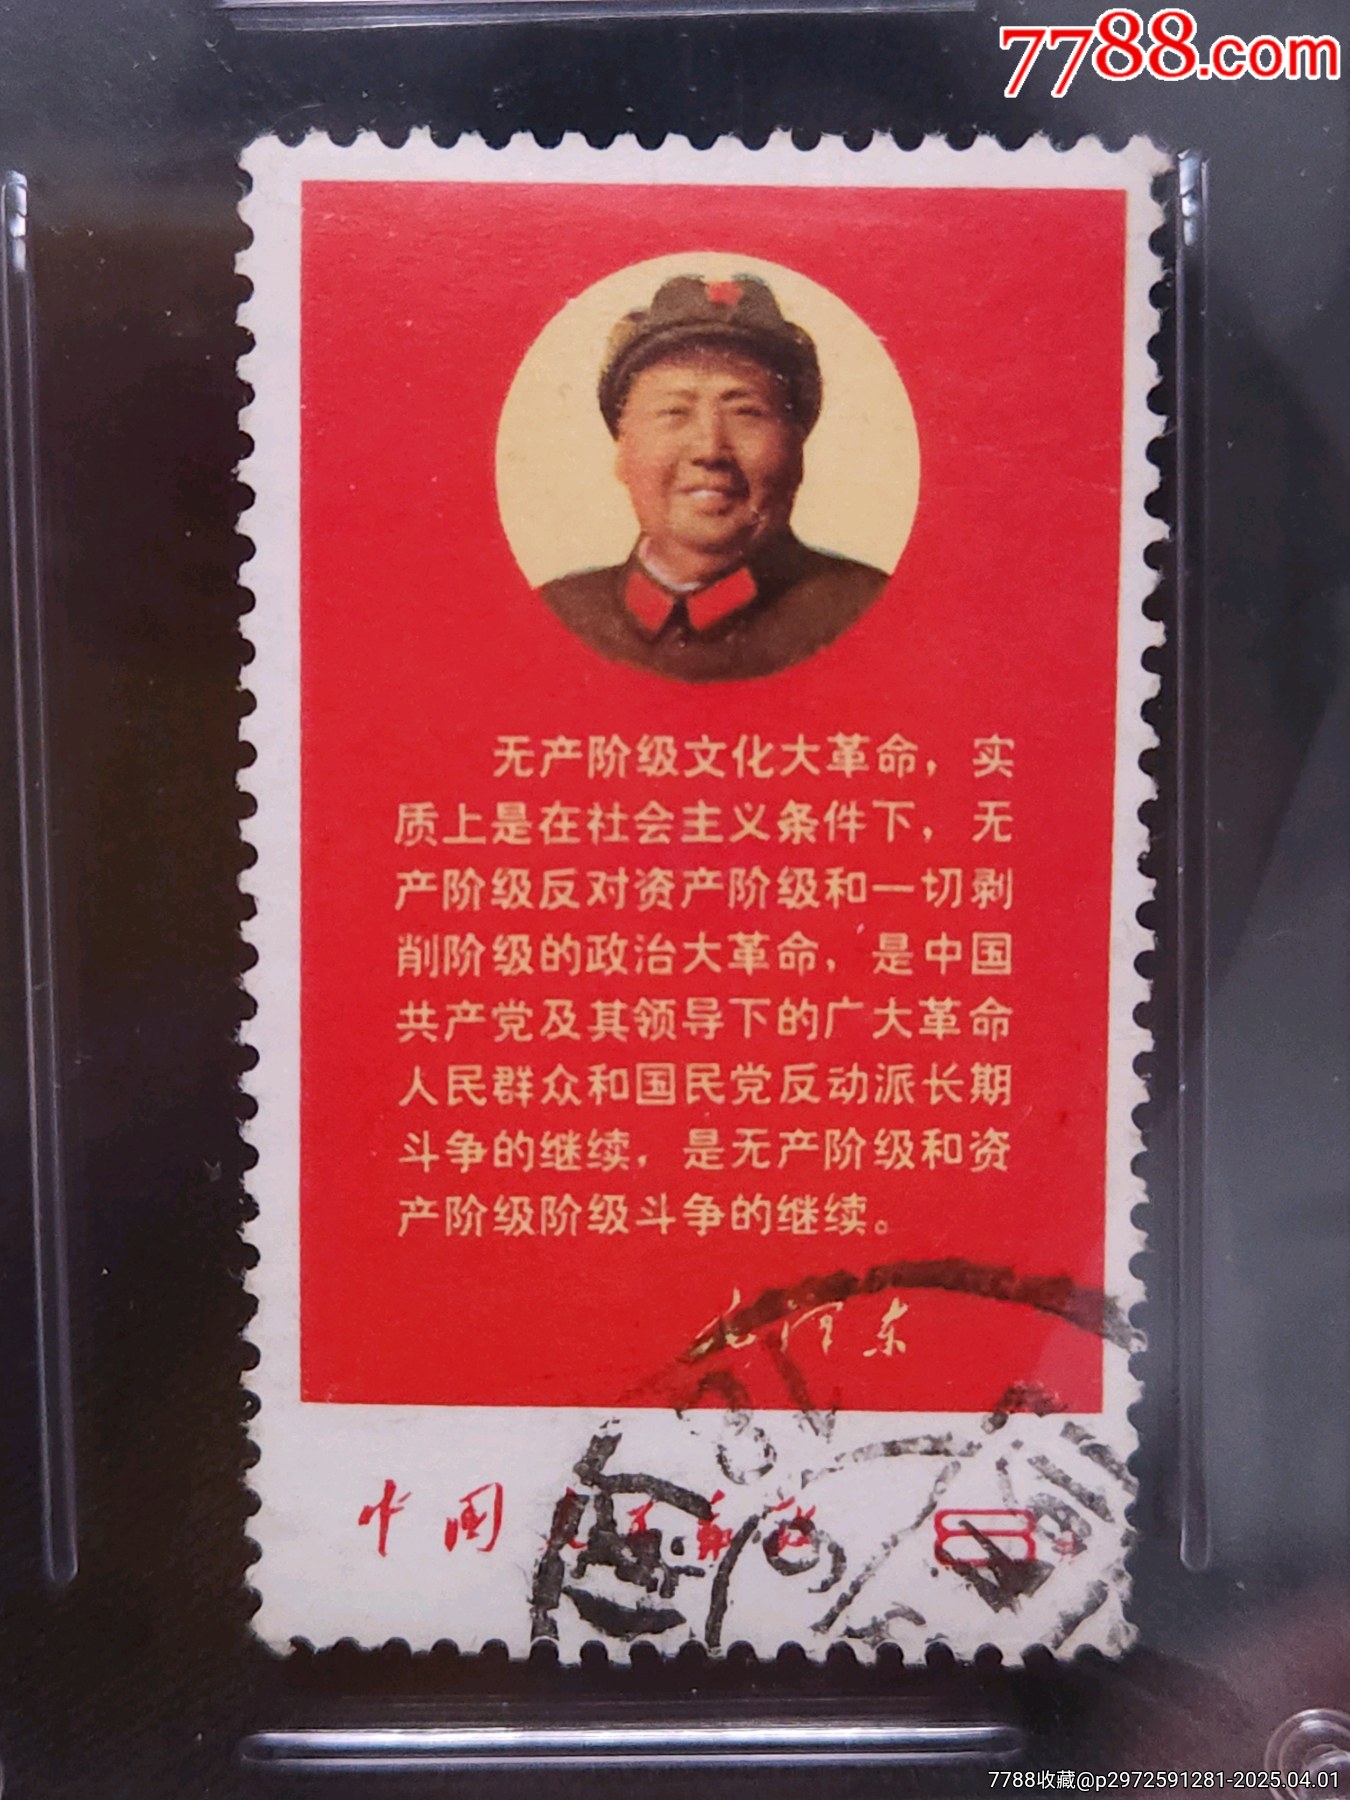 7788.com
无产阶级文化大革命，实
质上是在社会主义条件下，无
产阶级反对资产阶级和一切剥
削阶级的政治大革命，是中国
共产党及其领导下的广大革命
人民群众和国民党反动派长期
斗争的继续，是无产阶级和资
产阶级阶级斗争的继续。
毛泽东
中国人民邮政 8
7788收藏@p2972591281-2025.04.01